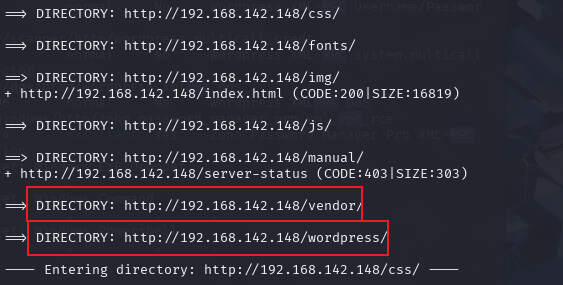 ==> DIRECTORY: http://192.168.142.148/css/
==> DIRECTORY: http://192.168.142.148/fonts/
==> DIRECTORY: http://192.168.142.148/img/
+ http://192.168.142.148/index.html (CODE:200|SIZE:16819)
==> DIRECTORY: http://192.168.142.148/js/
==> DIRECTORY: http://192.168.142.148/manual/
+ http://192.168.142.148/server-status (CODE:403|SIZE:303)
==> DIRECTORY: http://192.168.142.148/vendor/
==> DIRECTORY: http://192.168.142.148/wordpress/
---- Entering directory: http://192.168.142.148/css/ ----